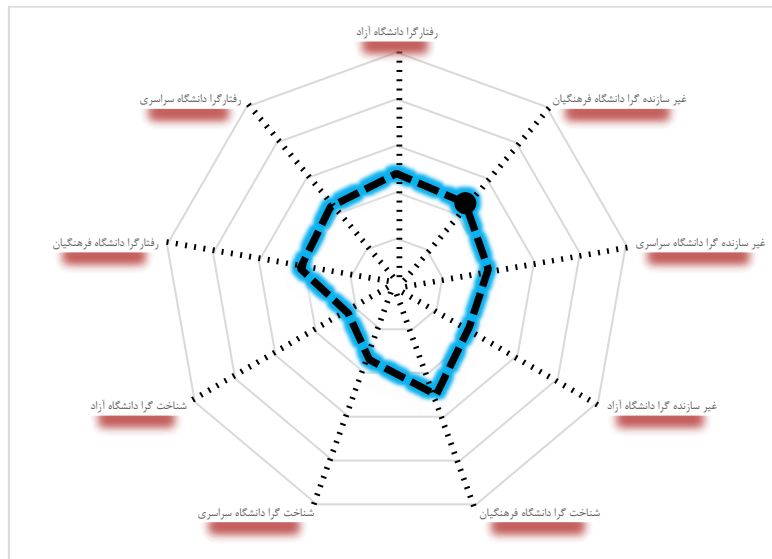 رفتارگرا دانشگاه آزاد
غیر سازنده گرا دانشگاه فرهنگیان
غیر سازنده گرا دانشگاه سراسری
غیر سازنده گرا دانشگاه آزاد
شناخت گرا دانشگاه فرهنگیان
شناخت گرا دانشگاه سراسری
شناخت گرا دانشگاه آزاد
رفتارگرا دانشگاه فرهنگیان
رفتارگرا دانشگاه سراسری